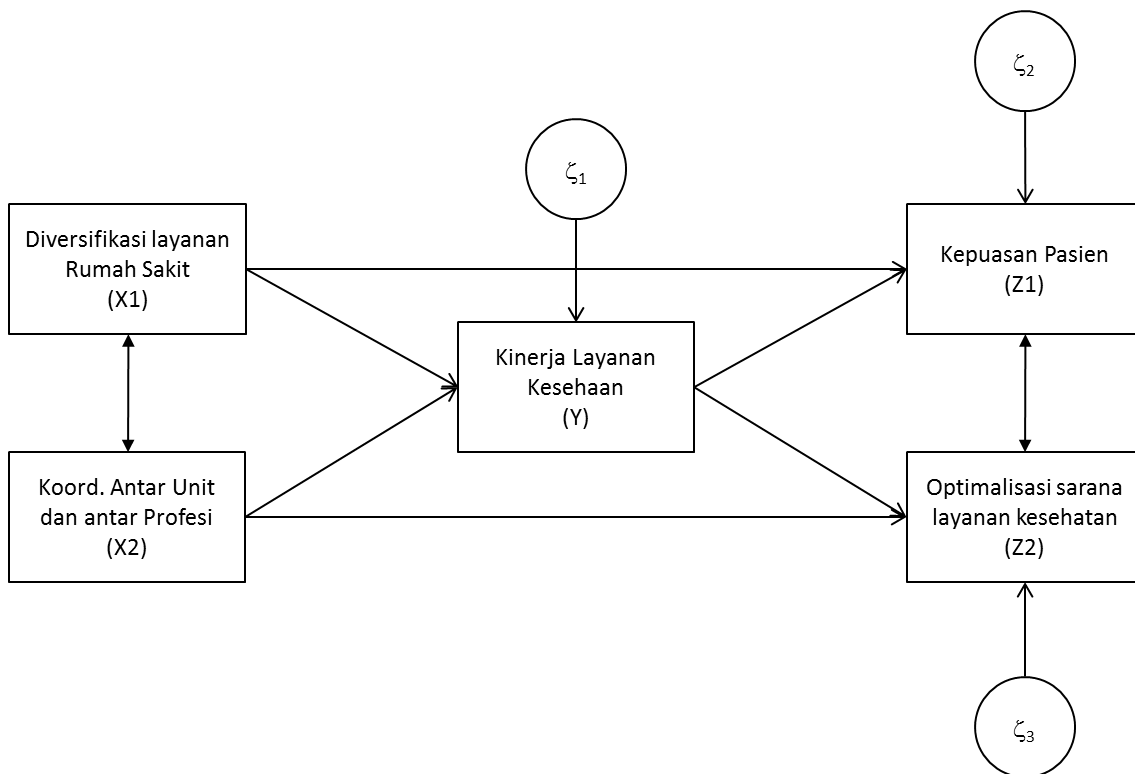 ζ2
ζ1
Diversifikasi layanan
Rumah Sakit
(X1)
Kepuasan Pasien
(Z1)
Kinerja Layanan
Kesehaan
(Y)
Koord. Antar Unit
dan antar Profesi
(X2)
Optimalisasi sarana
layanan kesehatan
(Z2)
ζ3